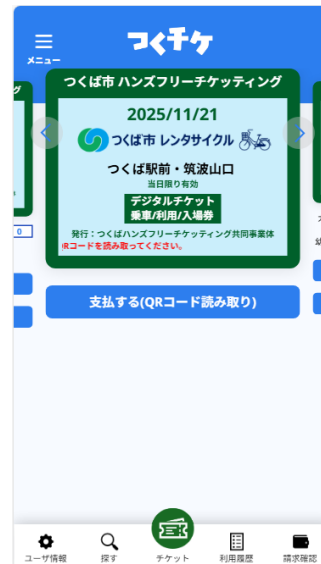 つくチケ
メニュー
グ
つくば市 ハンズフリーチケッティング
2025/11/21
つくば市 レンタサイクル
つくば駅前・筑波山口
当日限り有効
デジタルチケット
乗車/利用/入場券
発行：つくばハンズフリーチケッティング共同事業体
Rコードを読み取ってください。
0
支払する(QRコード読み取り)
ユーザ情報
探す
チケット
利用履歴
請求確認